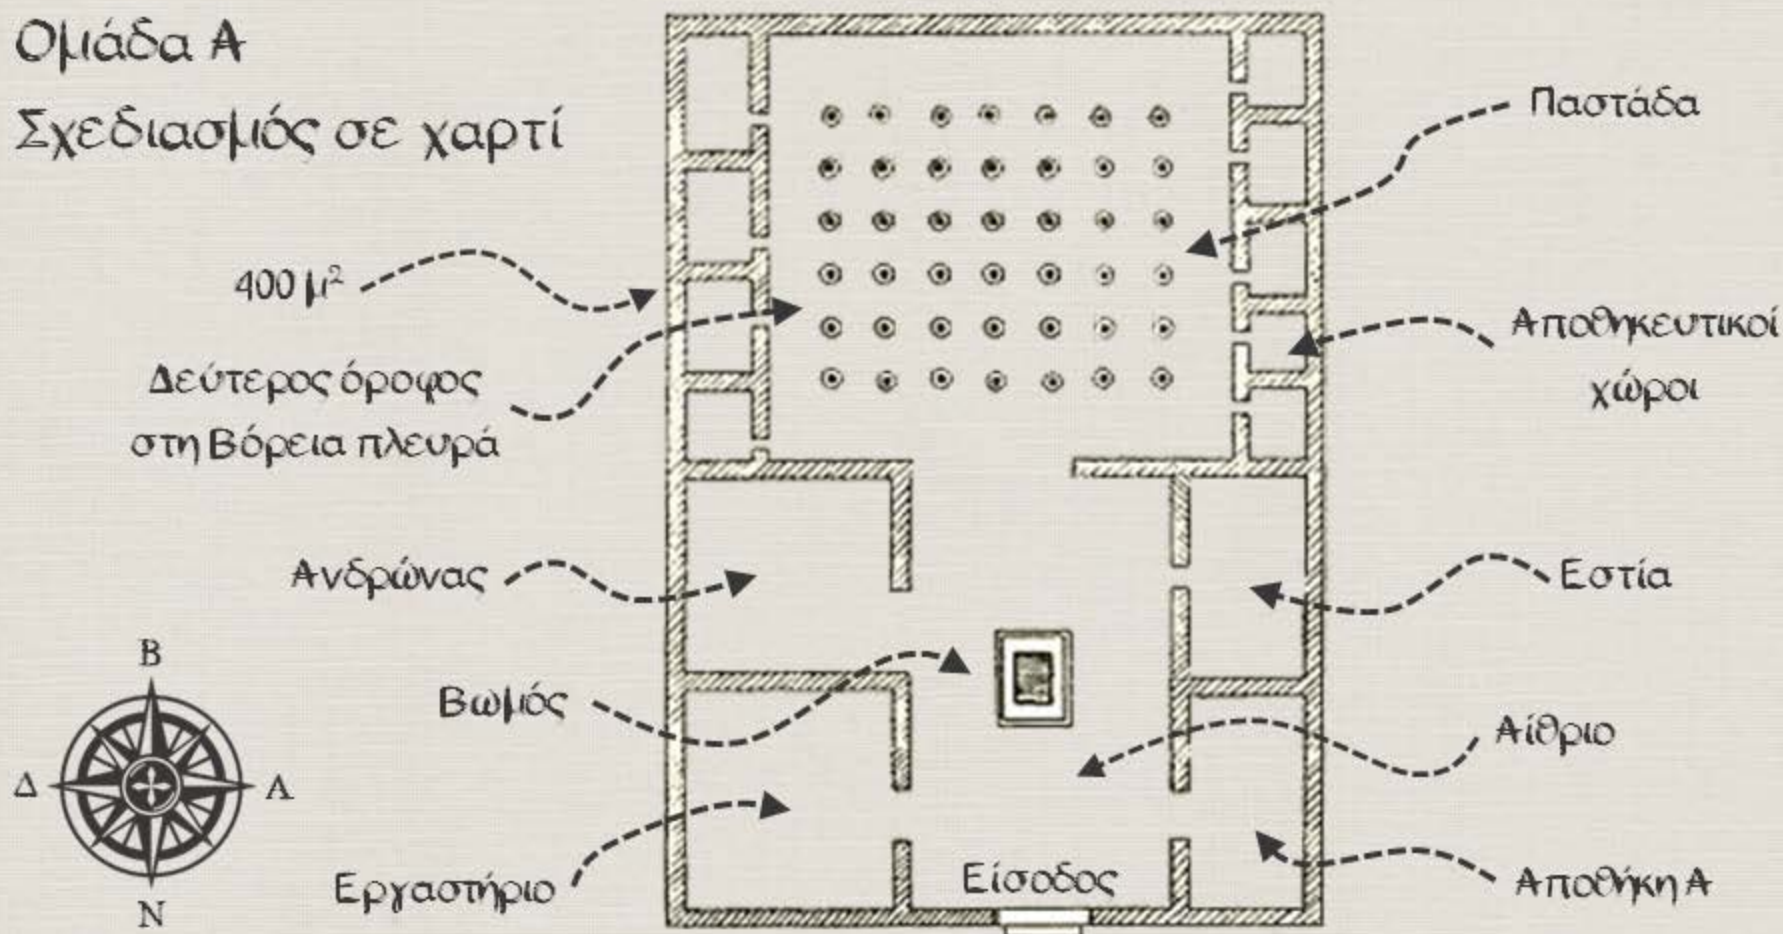 Ομάδα Α
Σχεδιασμός σε χαρτί
Παστάδα
400 μ²
Δεύτερος όροφος
στη Βόρεια πλευρά
Αποθηκευτικοί
χώροι
Ανδρώνας
Εστία
Βωμός
Αίθριο
Εργαστήριο
Είσοδος
Αποθήκη Α
Β
Δ
Α
Ν